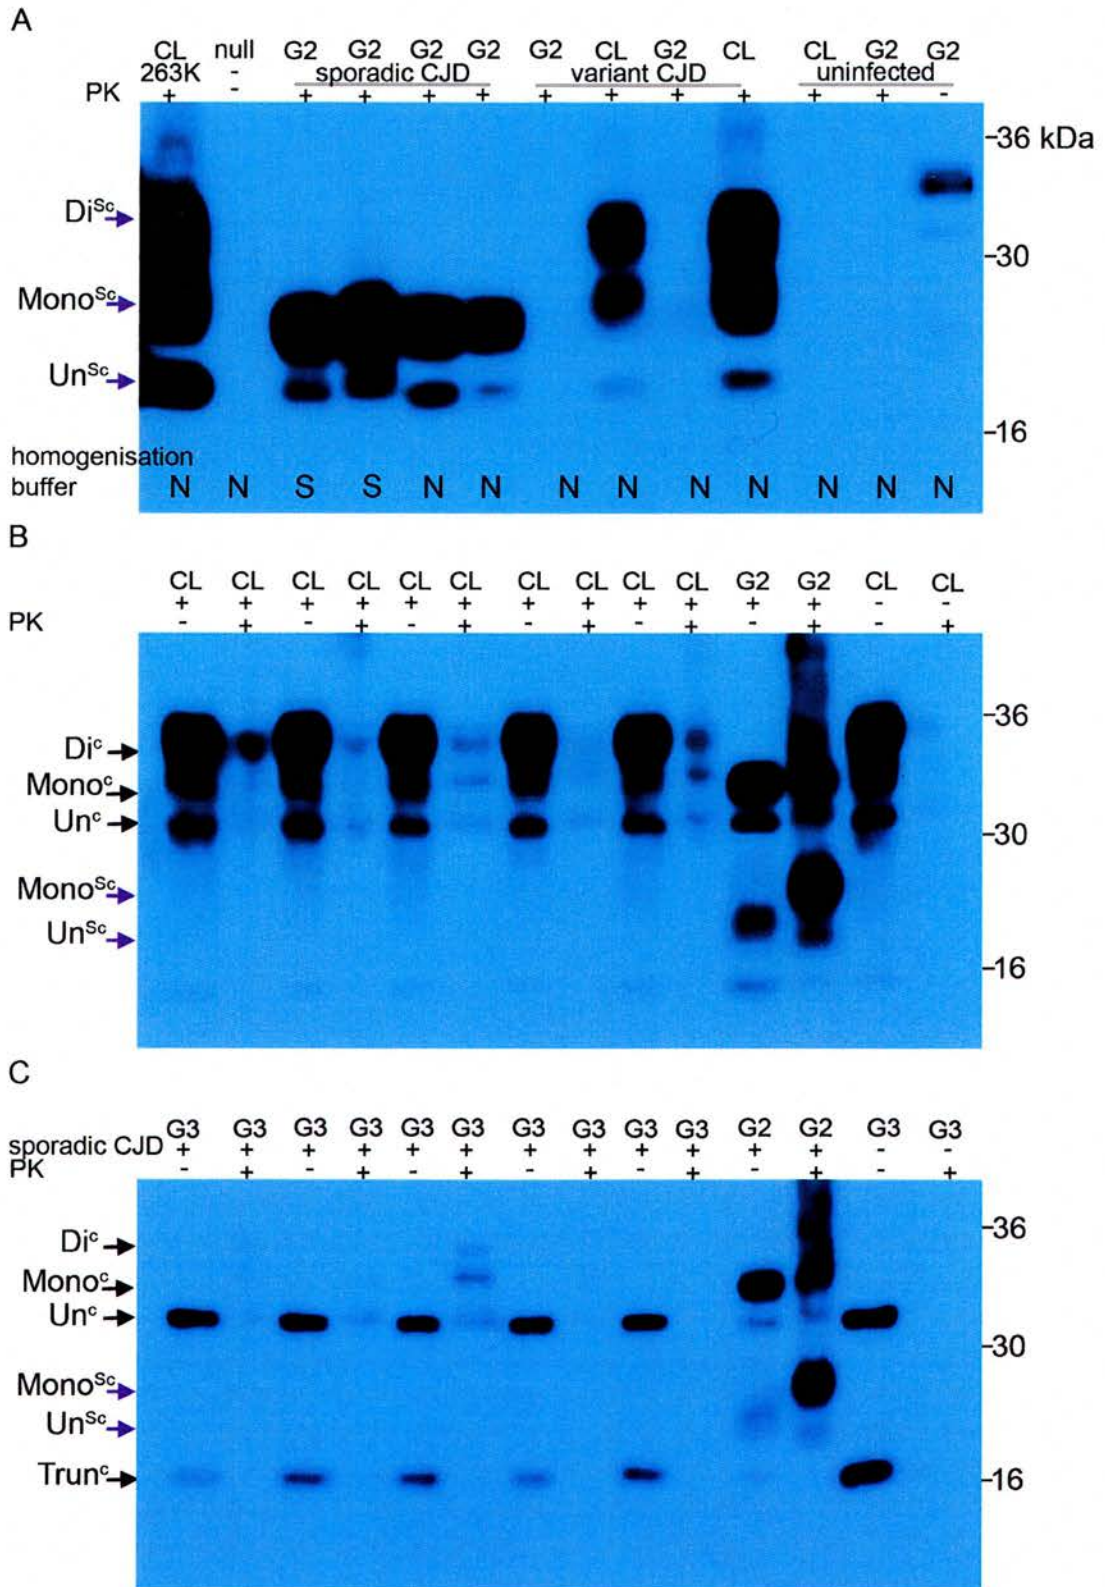 A
CL null G2 G2 G2 G2 G2 CL G2 CL CL G2 G2
263K - sporadic CJD variant CJD uninfected
PK + - + + + + + + + + + + -
-36 kDa
Di^Sc
-30
Mono^Sc
Un^Sc
-16
homogenisation
buffer N N S S N N N N N N N N N
B
CL CL CL CL CL CL CL CL CL CL G2 G2 CL CL
+ + + + + + + + + + + + - -
PK - + - + - + - + - + - + - +
-36
Di^c
Mono^c
Un^c
-30
Mono^Sc
Un^Sc
-16
C
G3 G3 G3 G3 G3 G3 G3 G3 G3 G3 G2 G2 G3 G3
sporadic CJD + + + + + + + + + + + + - -
PK - + - + - + - + - + - + - +
-36
Di^c
Mono^c
Un^c
-30
Mono^Sc
Un^Sc
Trun^c
-16